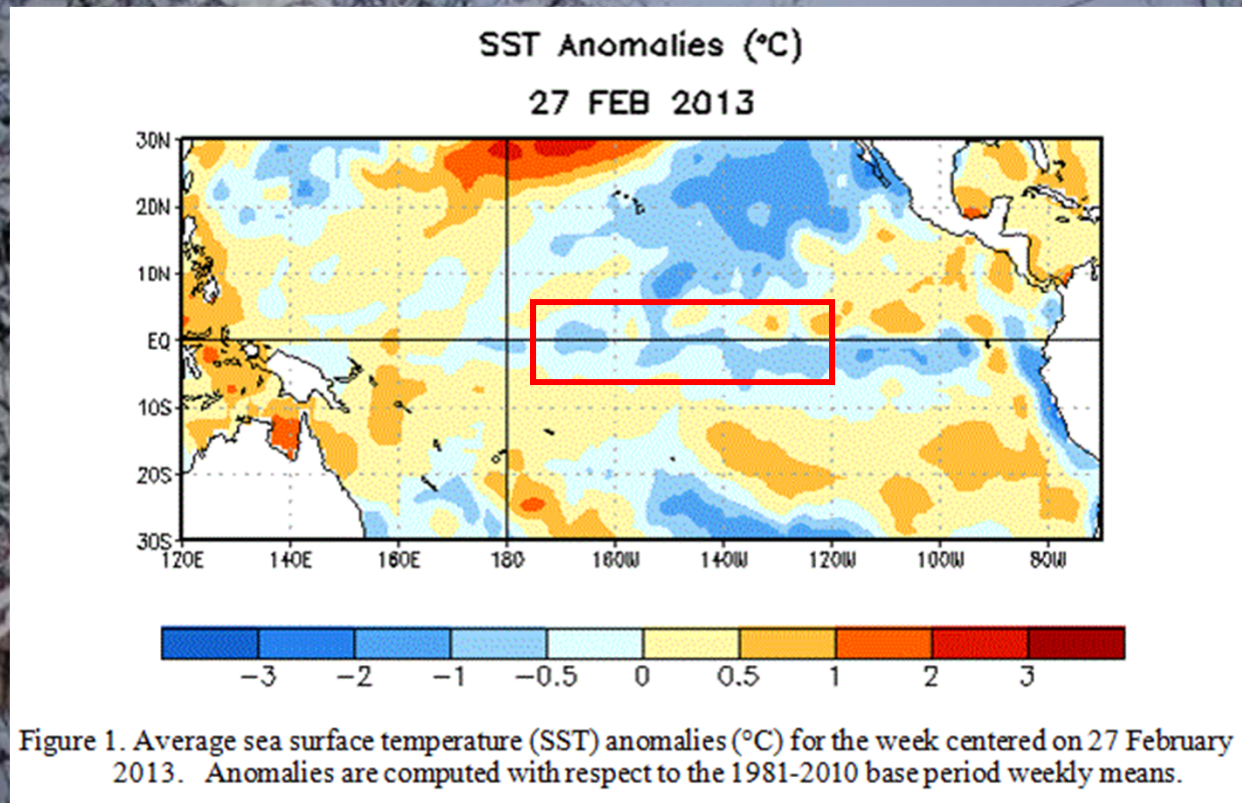 SST Anomalies (°C)
27 FEB 2013
30N
20N
10N
EQ
10S
20S
30S
120E 140E 160E 180 160W 140W 120W 100W 80W
−3 −2 −1 −0.5 0 0.5 1 2 3
Figure 1. Average sea surface temperature (SST) anomalies (°C) for the week centered on 27 February
2013. Anomalies are computed with respect to the 1981-2010 base period weekly means.